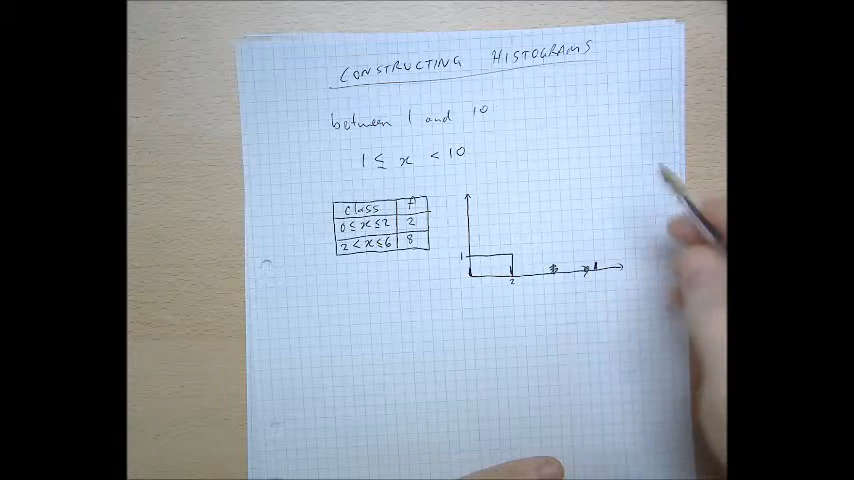 CONSTRUCTING HISTOGRAMS
between 1 and 10
1 ≤ x < 10
class f
0 ≤ x ≤ 2 2
2 < x ≤ 6 8
1
2